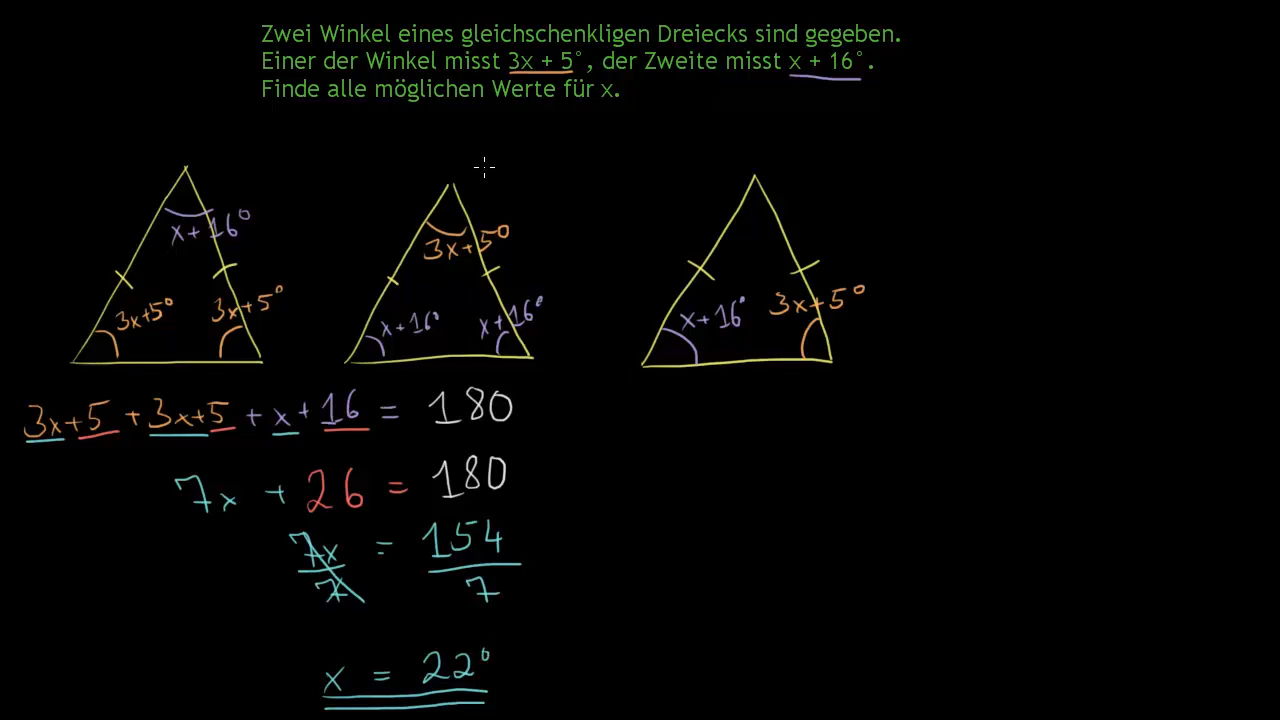 Zwei Winkel eines gleichschenkligen Dreiecks sind gegeben.
Einer der Winkel misst 3x + 5°, der Zweite misst x + 16°.
Finde alle möglichen Werte für x.
x + 16°
3x+5°
3x+5°
3x+5°
x+16°
x+16°
x+16°
3x+5°
3x+5 + 3x+5 + x + 16 = 180
7x + 26 = 180
7x = 154
7 7
x = 22°